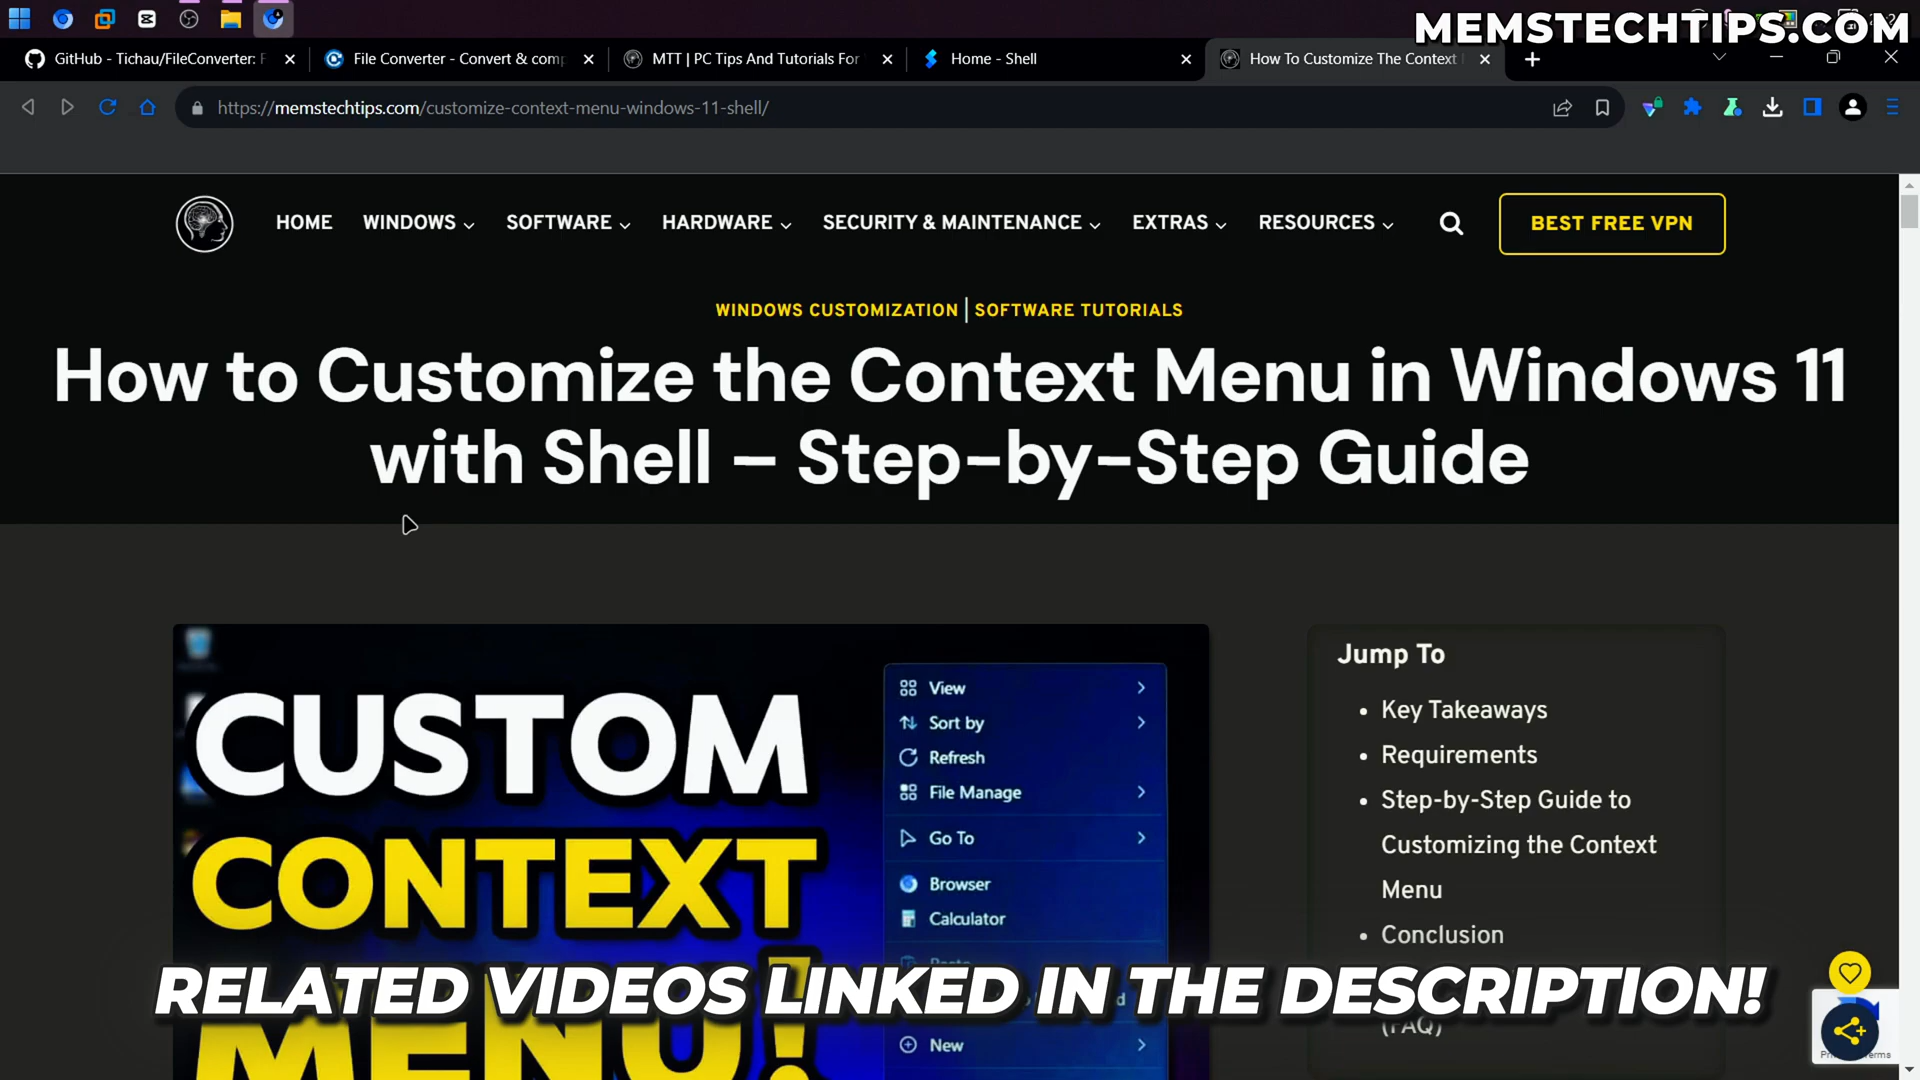 MEMSTECHTIPS.COM
GitHub - Tichau/FileConverter: F
File Converter - Convert & comp
MTT | PC Tips And Tutorials For
Home - Shell
How To Customize The Context
https://memstechtips.com/customize-context-menu-windows-11-shell/
HOME
WINDOWS
SOFTWARE
HARDWARE
SECURITY & MAINTENANCE
EXTRAS
RESOURCES
BEST FREE VPN
WINDOWS CUSTOMIZATION | SOFTWARE TUTORIALS
How to Customize the Context Menu in Windows 11
with Shell – Step-by-Step Guide
CUSTOM
CONTEXT
MENU!
View
Sort by
Refresh
File Manage
Go To
Browser
Calculator
New
Jump To
Key Takeaways
Requirements
Step-by-Step Guide to
Customizing the Context
Menu
Conclusion
(FAQ)
RELATED VIDEOS LINKED IN THE DESCRIPTION!